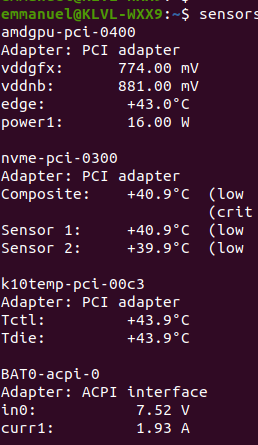 emmanuel@KLVL-WXX9:~$ sensors
amdgpu-pci-0400
Adapter: PCI adapter
vddgfx: 774.00 mV
vddnb: 881.00 mV
edge: +43.0°C
power1: 16.00 W
nvme-pci-0300
Adapter: PCI adapter
Composite: +40.9°C (low
(crit
Sensor 1: +40.9°C (low
Sensor 2: +39.9°C (low
k10temp-pci-00c3
Adapter: PCI adapter
Tctl: +43.9°C
Tdie: +43.9°C
BAT0-acpi-0
Adapter: ACPI interface
in0: 7.52 V
curr1: 1.93 A